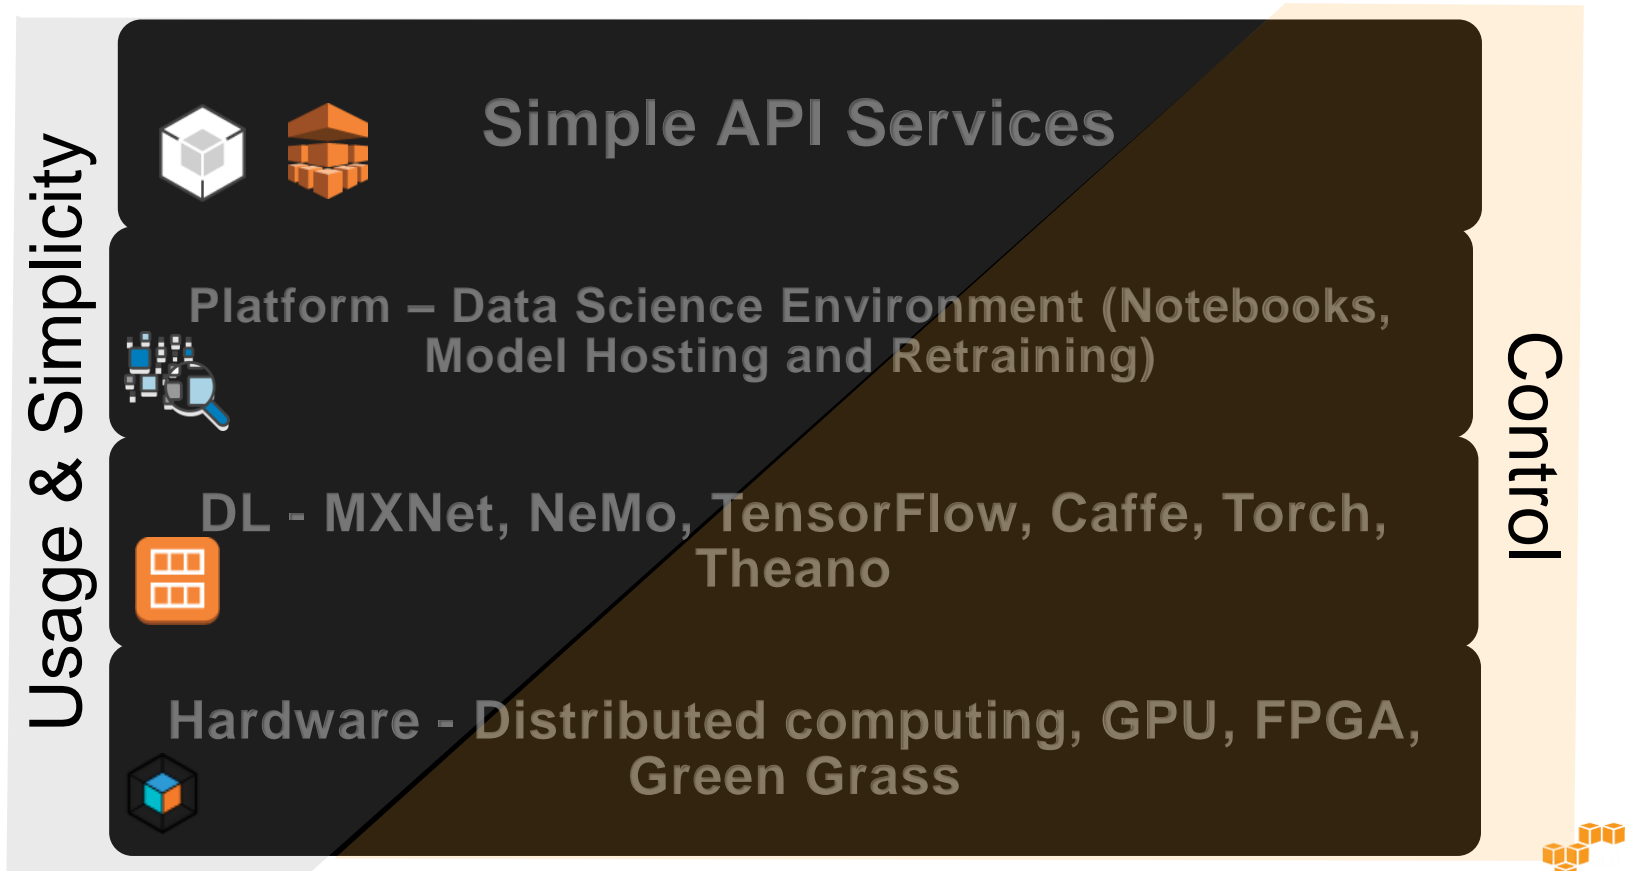 Usage & Simplicity
Simple API Services
Platform – Data Science Environment (Notebooks,
Model Hosting and Retraining)
DL - MXNet, NeMo, TensorFlow, Caffe, Torch,
Theano
Hardware - Distributed computing, GPU, FPGA,
Green Grass
Control